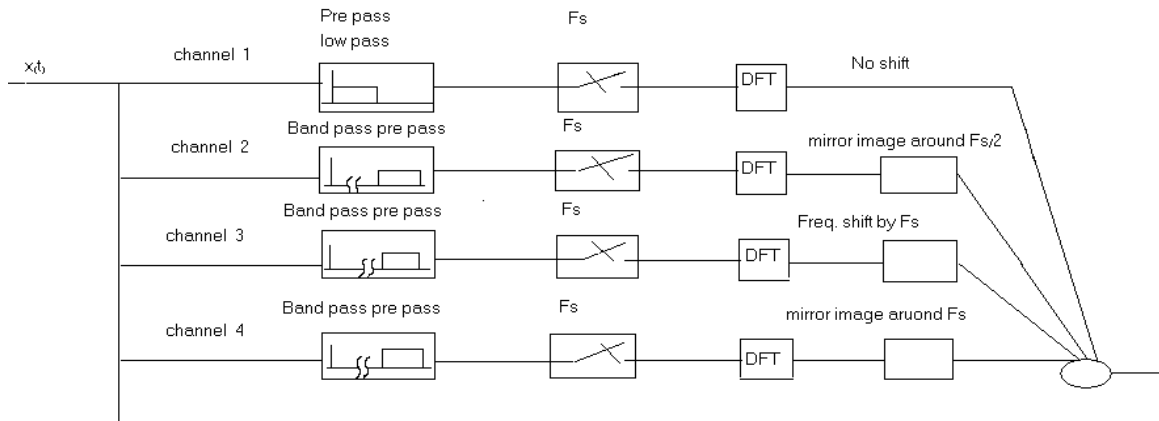 Pre pass
low pass
Fs
channel 1
x(t)
DFT
No shift
Band pass pre pass
Fs
channel 2
DFT
mirror image around Fs/2
Band pass pre pass
Fs
channel 3
DFT
Freq. shift by Fs
Band pass pre pass
Fs
channel 4
DFT
mirror image aruond Fs